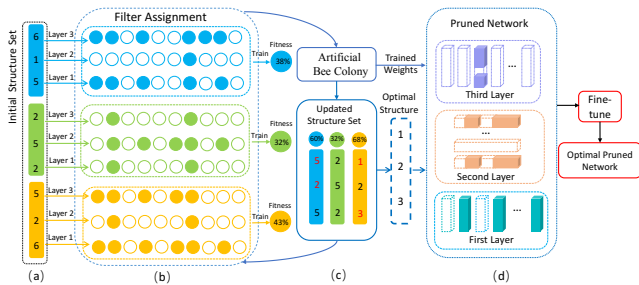 Initial Structure Set
6
1
5
2
5
2
5
2
6
(a)
Filter Assignment
Layer 3
Layer 2
Layer 1
Layer 3
Layer 2
Layer 1
Layer 3
Layer 2
Layer 1
(b)
Train
Fitness
38%
Train
Fitness
32%
Train
Fitness
43%
Artificial
Bee Colony
Updated
Structure Set
60% 32% 68%
5 2 1
2 5 2
5 2 3
(c)
Trained
Weights
Optimal
Structure
1
2
3
Pruned Network
...
Third Layer
...
Second Layer
...
First Layer
(d)
Fine-
tune
Optimal Pruned
Network